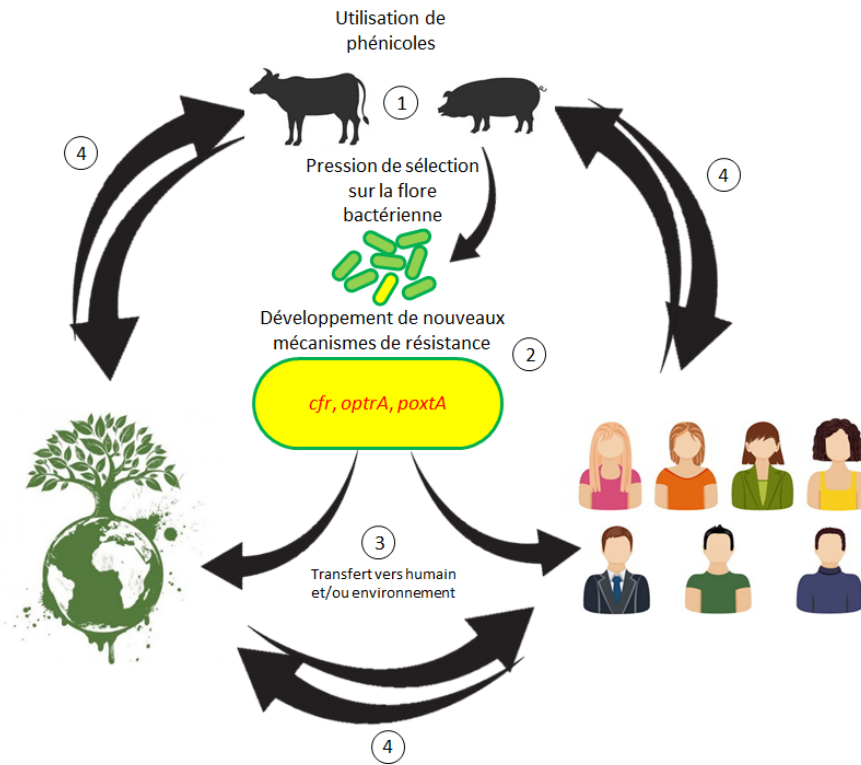 Utilisation de
phénicoles
1
4
4
Pression de sélection
sur la flore
bactérienne
Développement de nouveaux
mécanismes de résistance
2
cfr, optrA, poxtA
3
Transfert vers humain
et/ou environnement
4